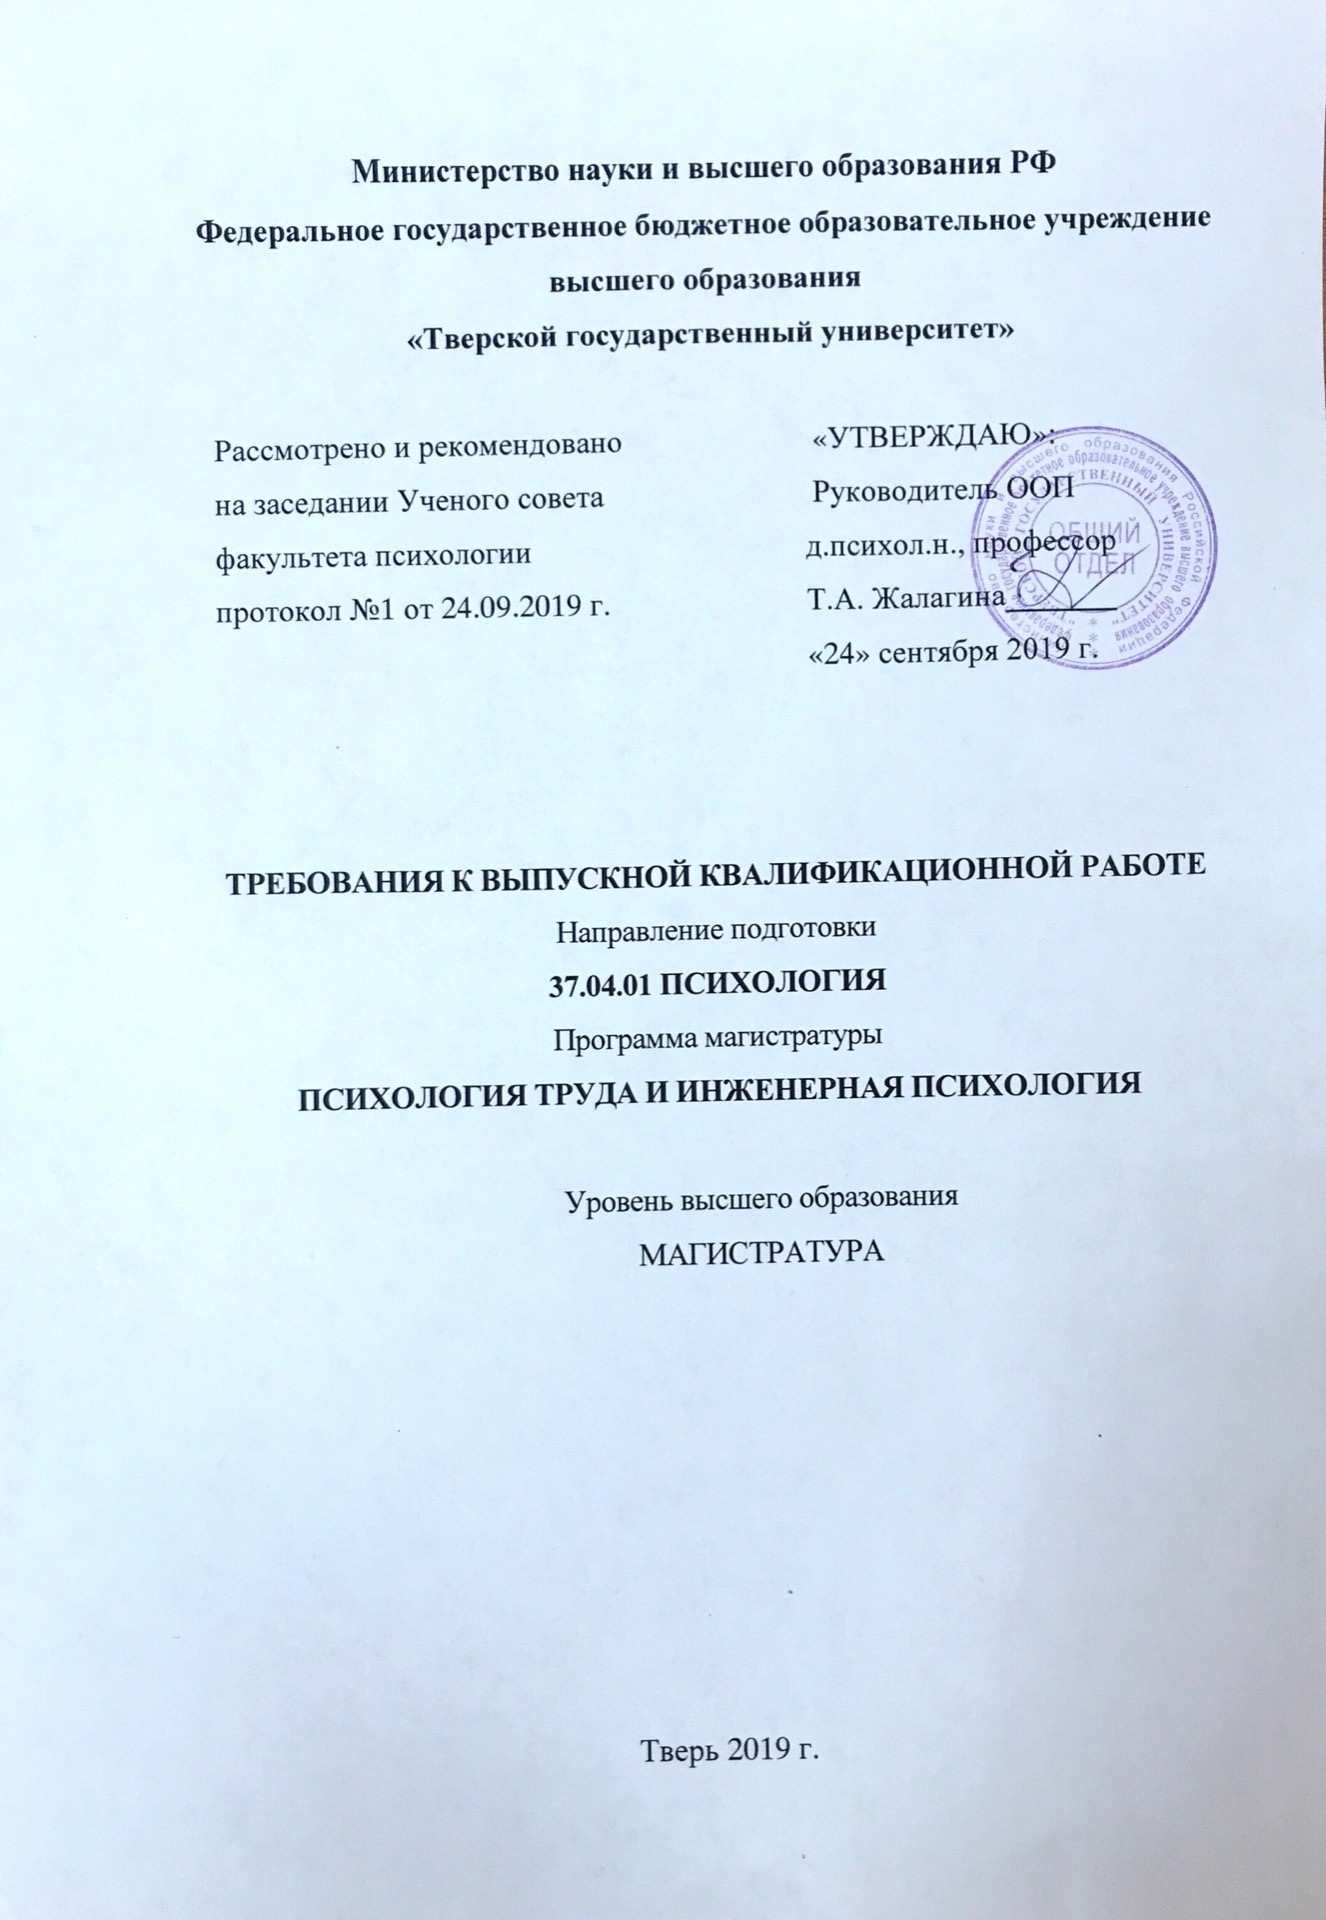 Министерство науки и высшего образования РФ
Федеральное государственное бюджетное образовательное учреждение
высшего образования
«Тверской государственный университет»
Рассмотрено и рекомендовано
на заседании Ученого совета
факультета психологии
протокол №1 от 24.09.2019 г.
«УТВЕРЖДАЮ»:
Руководитель ООП
д.психол.н., профессор
Т.А. Жалагина
«24» сентября 2019 г.
ОБЩИЙ
ОТДЕЛ
ТРЕБОВАНИЯ К ВЫПУСКНОЙ КВАЛИФИКАЦИОННОЙ РАБОТЕ
Направление подготовки
37.04.01 ПСИХОЛОГИЯ
Программа магистратуры
ПСИХОЛОГИЯ ТРУДА И ИНЖЕНЕРНАЯ ПСИХОЛОГИЯ
Уровень высшего образования
МАГИСТРАТУРА
Тверь 2019 г.